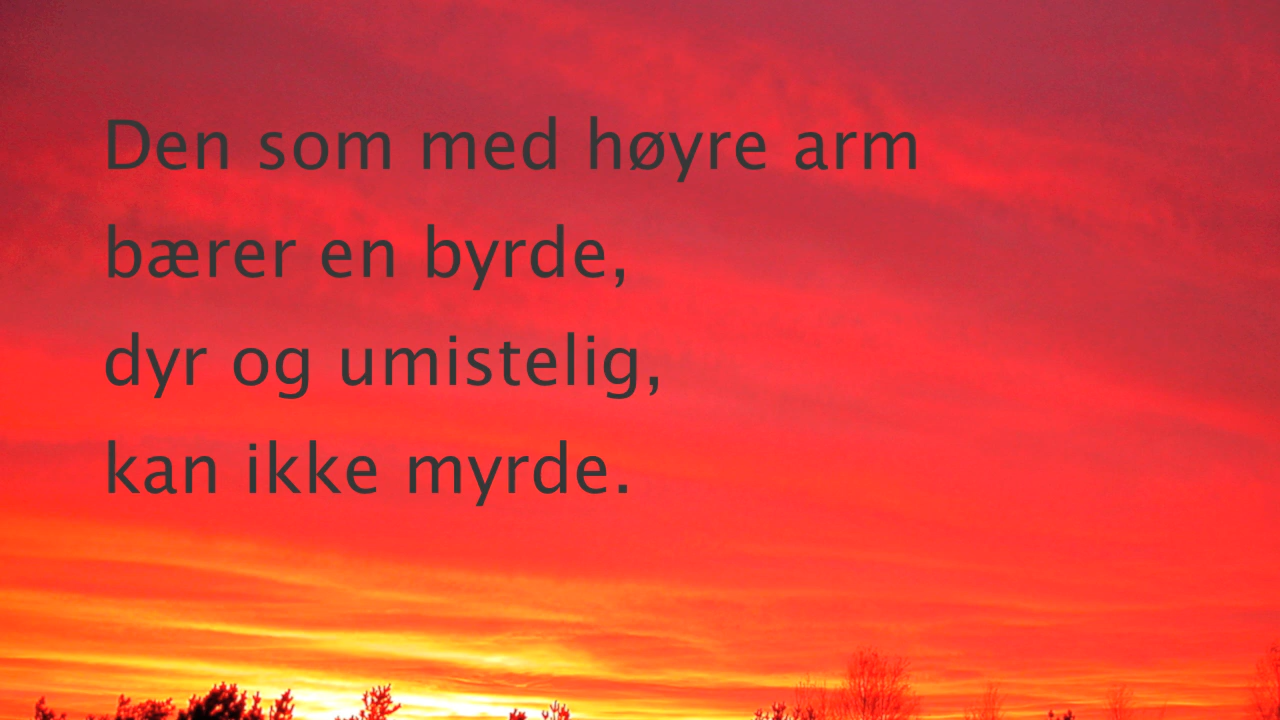 Den som med høyre arm
bærer en byrde,
dyr og umistelig,
kan ikke myrde.